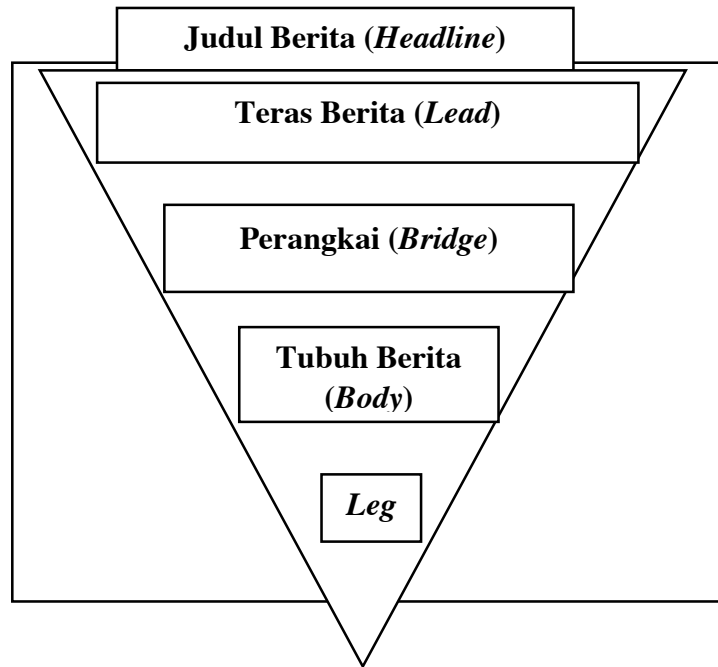 Judul Berita (Headline)
Teras Berita (Lead)
Perangkai (Bridge)
Tubuh Berita
(Body)
Leg